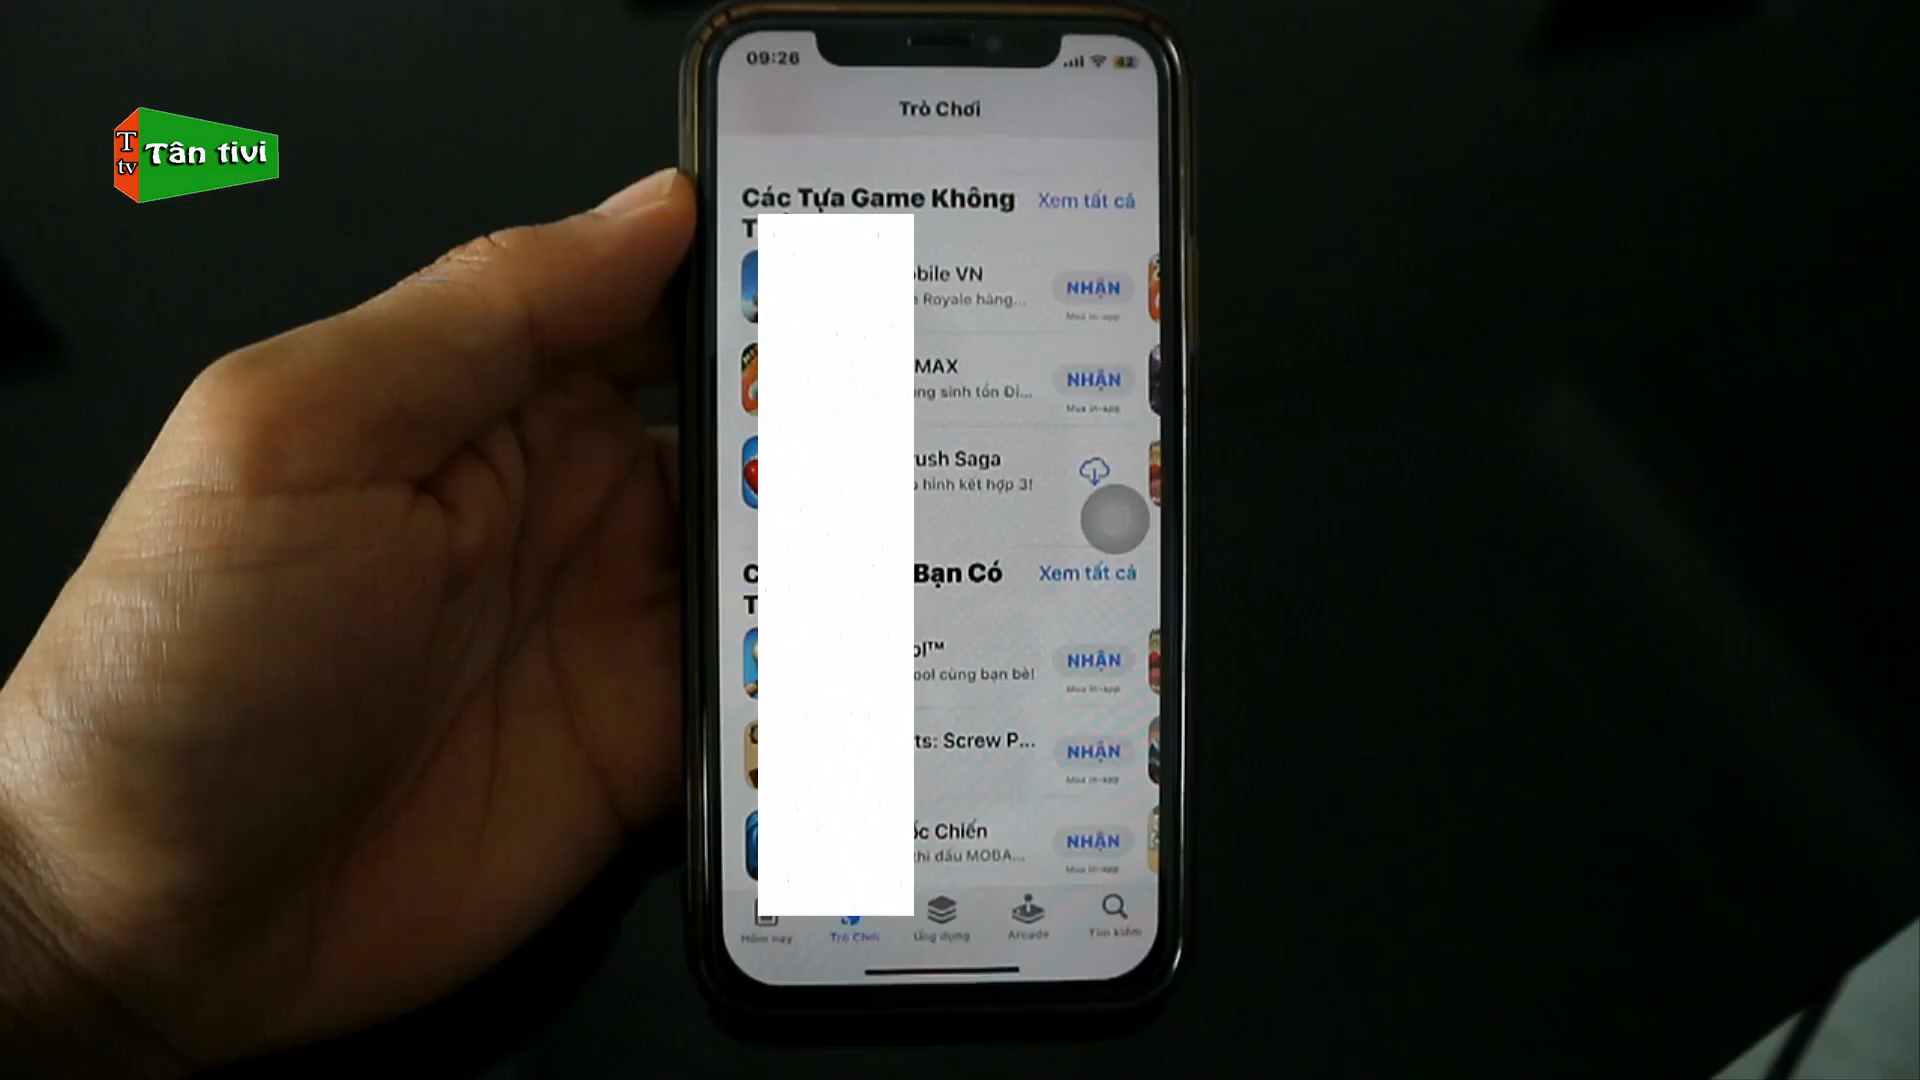 09:26
42
Trò Chơi
T
tv
Tân tivi
Các Tựa Game Không
Xem tất cả
T
bile VN
Royale hàng...
NHẬN
Mua in-app
MAX
ng sinh tồn Đỉ...
NHẬN
Mua in-app
ush Saga
hình kết hợp 3!
C
Bạn Có
Xem tất cả
T
ol™
ool cùng bạn bè!
NHẬN
Mua in-app
ts: Screw P...
NHẬN
Mua in-app
ốc Chiến
thi đấu MOBA...
NHẬN
Mua in-app
Hôm nay
Trò Chơi
Ứng dụng
Arcade
Tìm kiếm